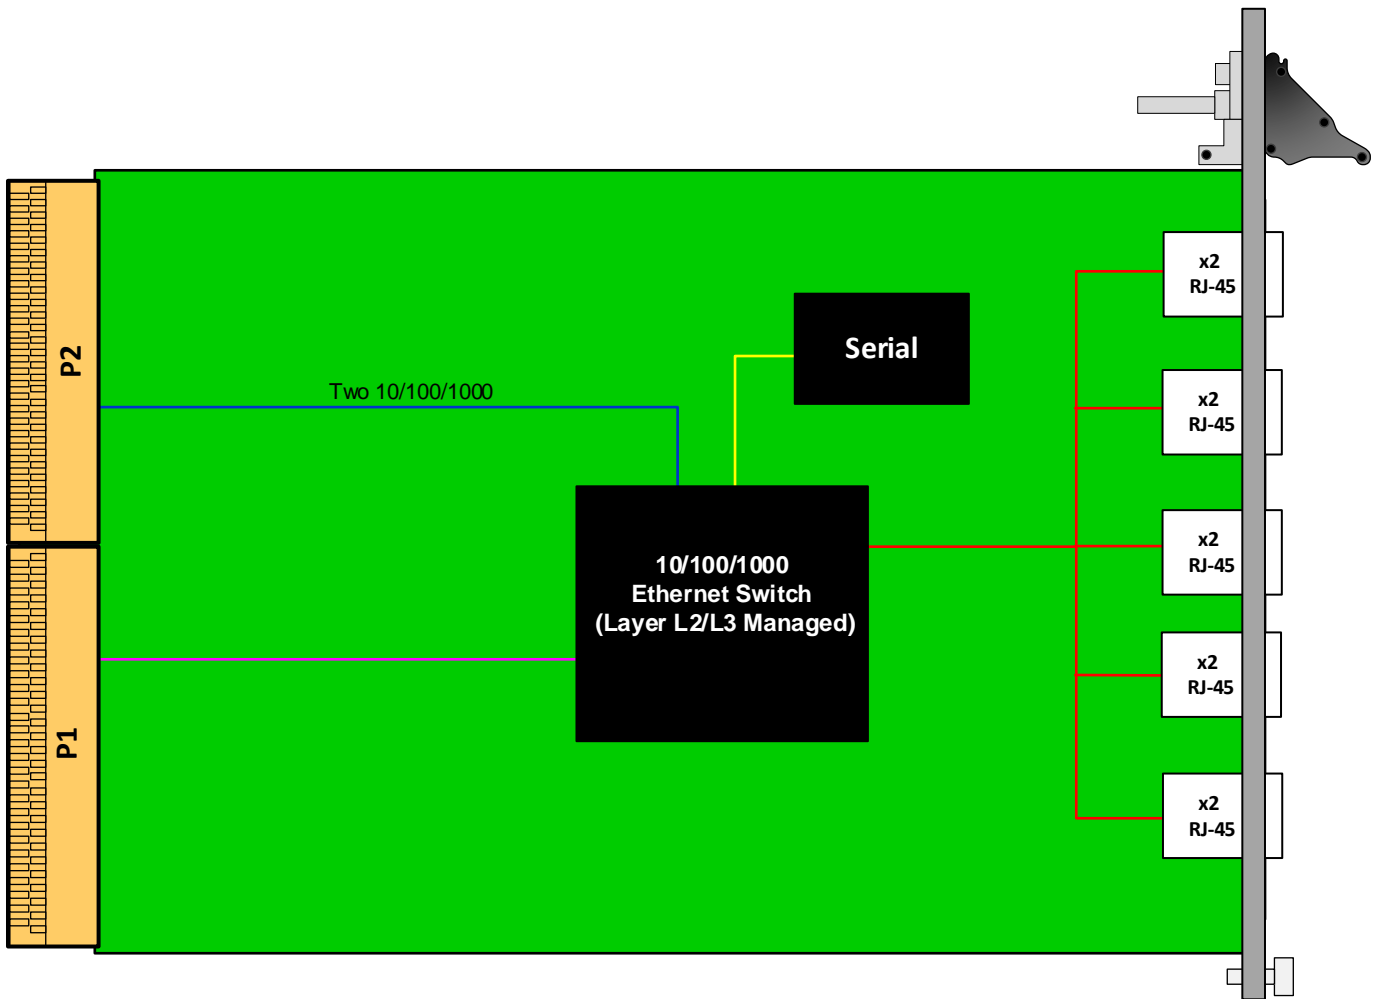 x2
RJ-45
Serial
P2
Two 10/100/1000
x2
RJ-45
10/100/1000
Ethernet Switch
(Layer L2/L3 Managed)
x2
RJ-45
x2
RJ-45
P1
x2
RJ-45